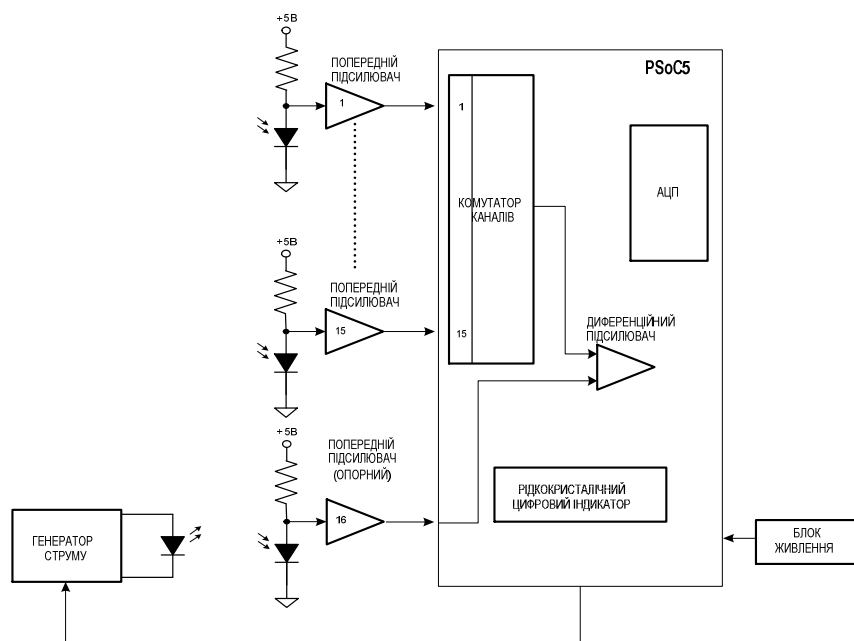 +5В
ПОПЕРЕДНІЙ
ПІДСИЛЮВАЧ
1
PSoC5
1
КОМУТАТОР
КАНАЛІВ
15
АЦП
+5В
ПОПЕРЕДНІЙ
ПІДСИЛЮВАЧ
15
ДИФЕРЕНЦІЙНИЙ
ПІДСИЛЮВАЧ
+5В
ПОПЕРЕДНІЙ
ПІДСИЛЮВАЧ
(ОПОРНИЙ)
16
РІДКОКРИСТАЛІЧНИЙ
ЦИФРОВИЙ ІНДИКАТОР
ГЕНЕРАТОР
СТРУМУ
БЛОК
ЖИВЛЕННЯ